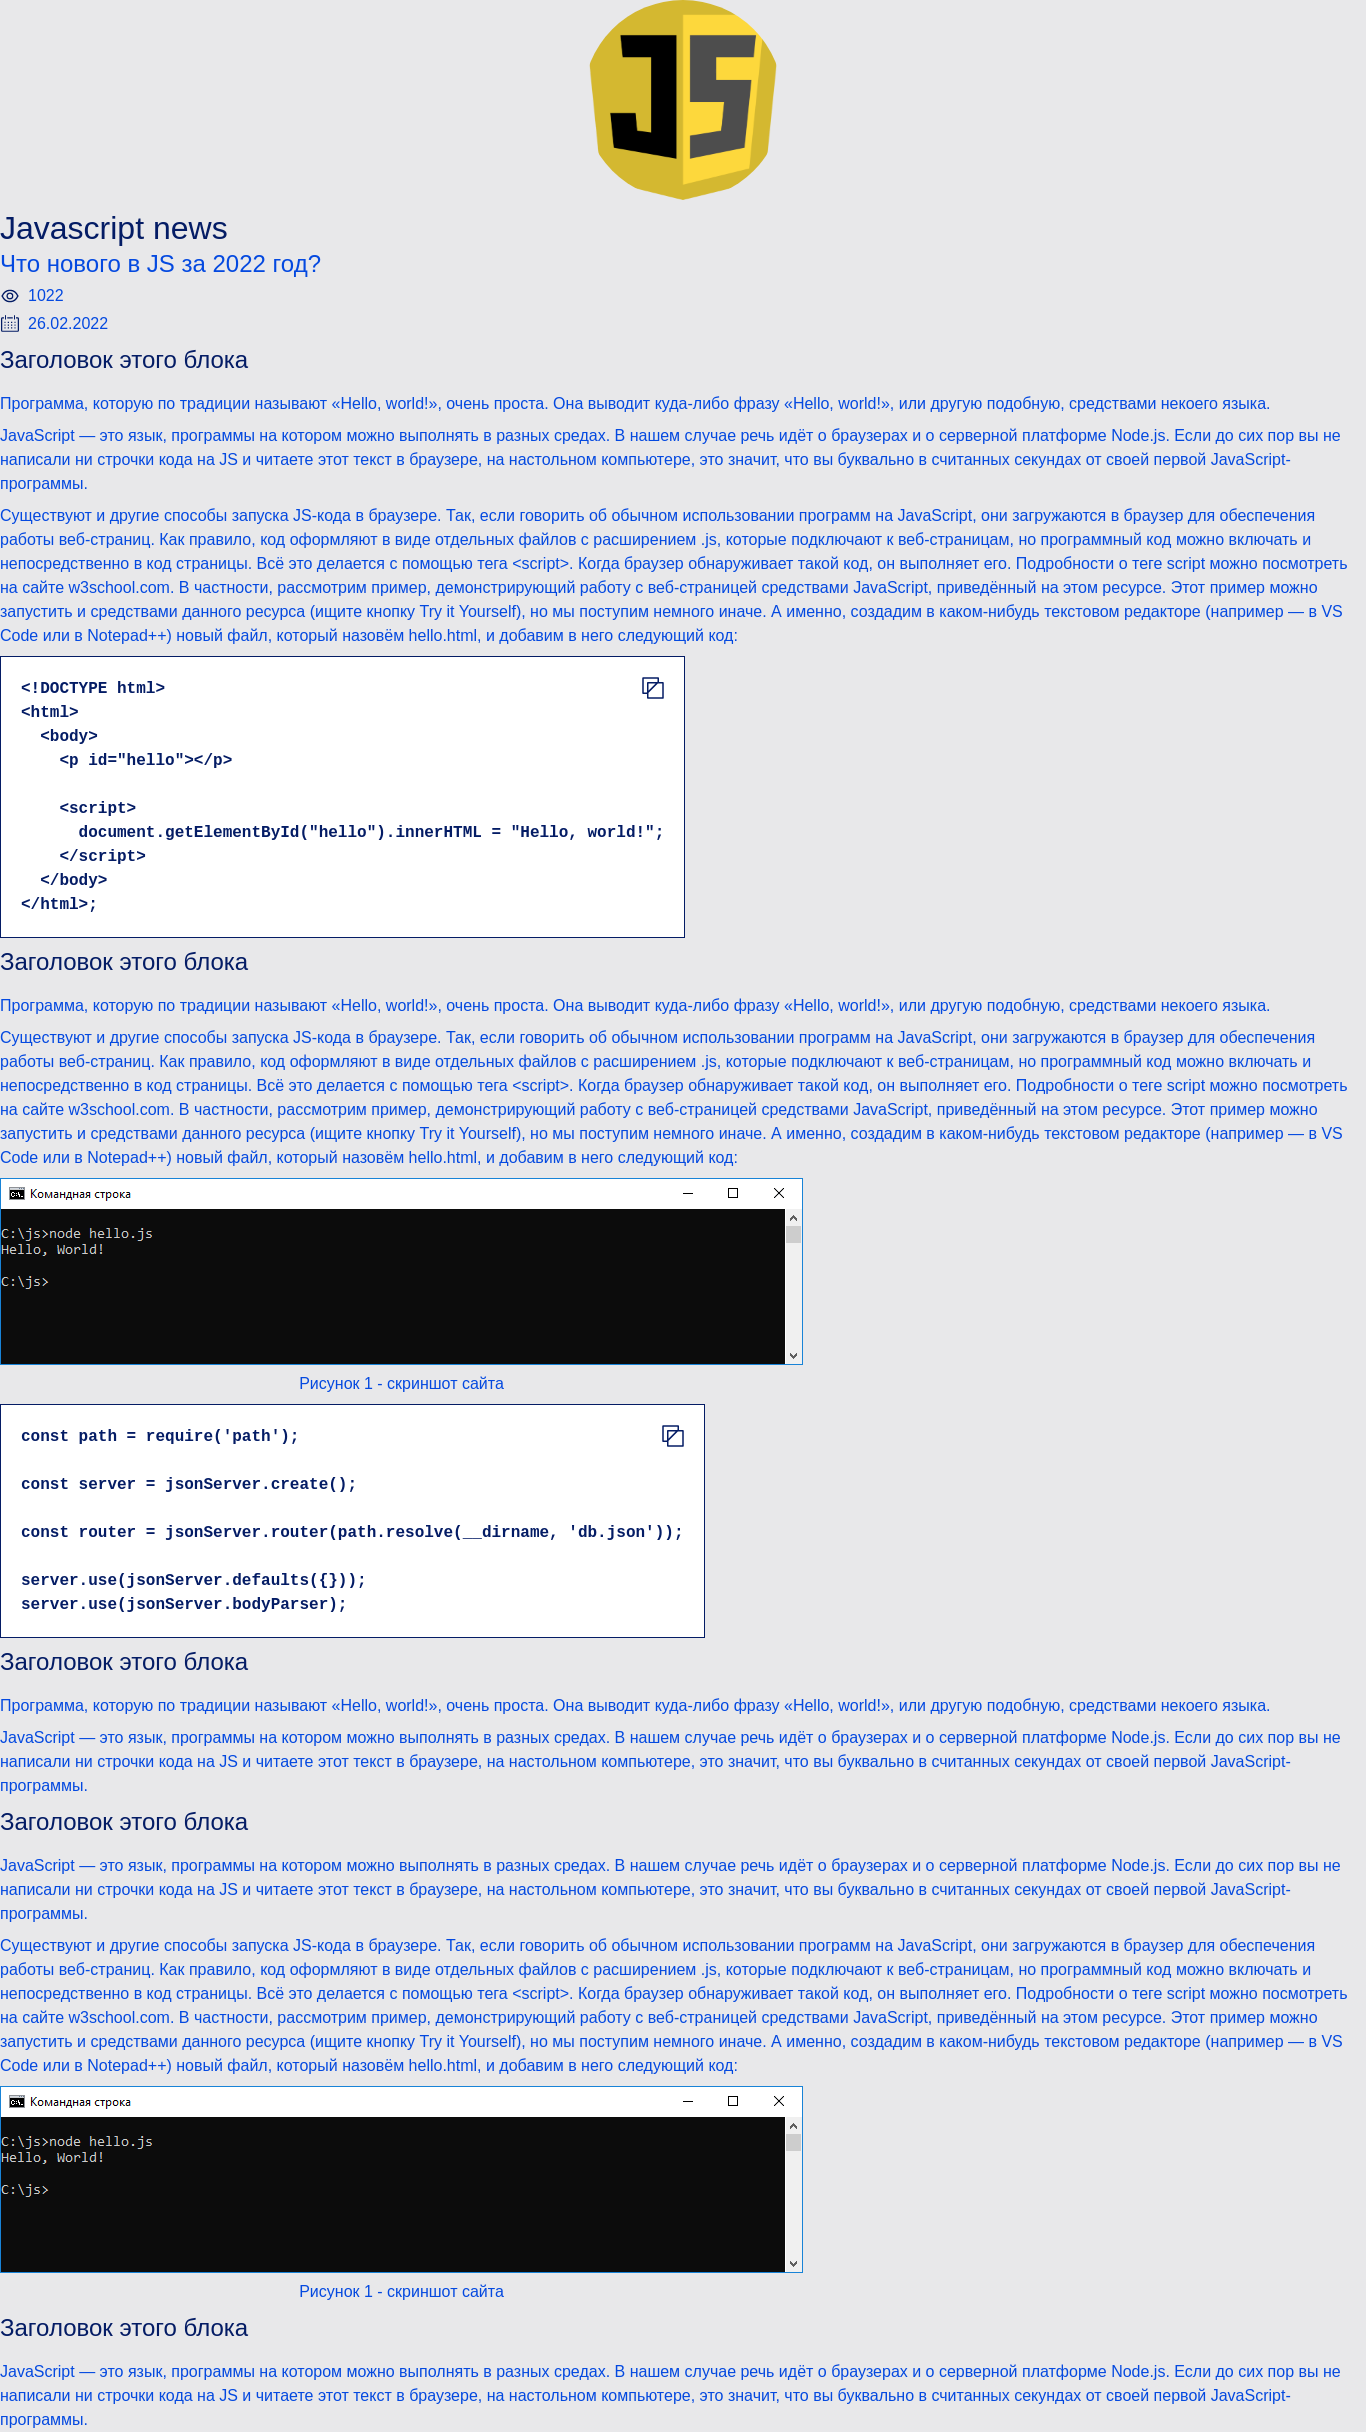 JS
Javascript news
Что нового в JS за 2022 год?
1022
26.02.2022
Заголовок этого блока
Программа, которую по традиции называют «Hello, world!», очень проста. Она выводит куда-либо фразу «Hello, world!», или другую подобную, средствами некоего языка.
JavaScript — это язык, программы на котором можно выполнять в разных средах. В нашем случае речь идёт о браузерах и о серверной платформе Node.js. Если до сих пор вы не
написали ни строчки кода на JS и читаете этот текст в браузере, на настольном компьютере, это значит, что вы буквально в считанных секундах от своей первой JavaScript-
программы.
Существуют и другие способы запуска JS-кода в браузере. Так, если говорить об обычном использовании программ на JavaScript, они загружаются в браузер для обеспечения
работы веб-страниц. Как правило, код оформляют в виде отдельных файлов с расширением .js, которые подключают к веб-страницам, но программный код можно включать и
непосредственно в код страницы. Всё это делается с помощью тега <script>. Когда браузер обнаруживает такой код, он выполняет его. Подробности о теге script можно посмотреть
на сайте w3school.com. В частности, рассмотрим пример, демонстрирующий работу с веб-страницей средствами JavaScript, приведённый на этом ресурсе. Этот пример можно
запустить и средствами данного ресурса (ищите кнопку Try it Yourself), но мы поступим немного иначе. А именно, создадим в каком-нибудь текстовом редакторе (например — в VS
Code или в Notepad++) новый файл, который назовём hello.html, и добавим в него следующий код:
<!DOCTYPE html>
<html>
  <body>
    <p id="hello"></p>
    <script>
      document.getElementById("hello").innerHTML = "Hello, world!";
    </script>
  </body>
</html>;
Заголовок этого блока
Программа, которую по традиции называют «Hello, world!», очень проста. Она выводит куда-либо фразу «Hello, world!», или другую подобную, средствами некоего языка.
Существуют и другие способы запуска JS-кода в браузере. Так, если говорить об обычном использовании программ на JavaScript, они загружаются в браузер для обеспечения
работы веб-страниц. Как правило, код оформляют в виде отдельных файлов с расширением .js, которые подключают к веб-страницам, но программный код можно включать и
непосредственно в код страницы. Всё это делается с помощью тега <script>. Когда браузер обнаруживает такой код, он выполняет его. Подробности о теге script можно посмотреть
на сайте w3school.com. В частности, рассмотрим пример, демонстрирующий работу с веб-страницей средствами JavaScript, приведённый на этом ресурсе. Этот пример можно
запустить и средствами данного ресурса (ищите кнопку Try it Yourself), но мы поступим немного иначе. А именно, создадим в каком-нибудь текстовом редакторе (например — в VS
Code или в Notepad++) новый файл, который назовём hello.html, и добавим в него следующий код:
Командная строка
C:\js>node hello.js
Hello, World!
C:\js>
Рисунок 1 - скриншот сайта
const path = require('path');
const server = jsonServer.create();
const router = jsonServer.router(path.resolve(__dirname, 'db.json'));
server.use(jsonServer.defaults({}));
server.use(jsonServer.bodyParser);
Заголовок этого блока
Программа, которую по традиции называют «Hello, world!», очень проста. Она выводит куда-либо фразу «Hello, world!», или другую подобную, средствами некоего языка.
JavaScript — это язык, программы на котором можно выполнять в разных средах. В нашем случае речь идёт о браузерах и о серверной платформе Node.js. Если до сих пор вы не
написали ни строчки кода на JS и читаете этот текст в браузере, на настольном компьютере, это значит, что вы буквально в считанных секундах от своей первой JavaScript-
программы.
Заголовок этого блока
JavaScript — это язык, программы на котором можно выполнять в разных средах. В нашем случае речь идёт о браузерах и о серверной платформе Node.js. Если до сих пор вы не
написали ни строчки кода на JS и читаете этот текст в браузере, на настольном компьютере, это значит, что вы буквально в считанных секундах от своей первой JavaScript-
программы.
Существуют и другие способы запуска JS-кода в браузере. Так, если говорить об обычном использовании программ на JavaScript, они загружаются в браузер для обеспечения
работы веб-страниц. Как правило, код оформляют в виде отдельных файлов с расширением .js, которые подключают к веб-страницам, но программный код можно включать и
непосредственно в код страницы. Всё это делается с помощью тега <script>. Когда браузер обнаруживает такой код, он выполняет его. Подробности о теге script можно посмотреть
на сайте w3school.com. В частности, рассмотрим пример, демонстрирующий работу с веб-страницей средствами JavaScript, приведённый на этом ресурсе. Этот пример можно
запустить и средствами данного ресурса (ищите кнопку Try it Yourself), но мы поступим немного иначе. А именно, создадим в каком-нибудь текстовом редакторе (например — в VS
Code или в Notepad++) новый файл, который назовём hello.html, и добавим в него следующий код:
Командная строка
C:\js>node hello.js
Hello, World!
C:\js>
Рисунок 1 - скриншот сайта
Заголовок этого блока
JavaScript — это язык, программы на котором можно выполнять в разных средах. В нашем случае речь идёт о браузерах и о серверной платформе Node.js. Если до сих пор вы не
написали ни строчки кода на JS и читаете этот текст в браузере, на настольном компьютере, это значит, что вы буквально в считанных секундах от своей первой JavaScript-
программы.